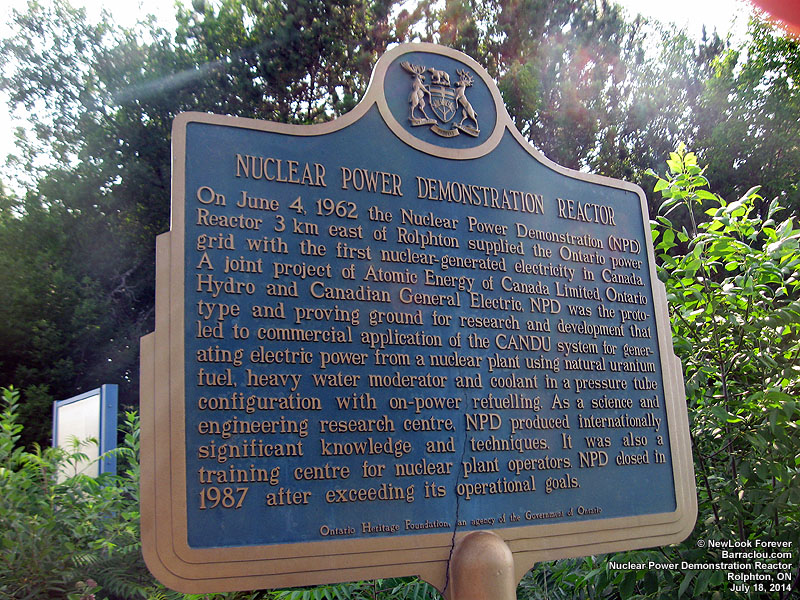 NUCLEAR POWER DEMONSTRATION REACTOR
On June 4, 1962 the Nuclear Power Demonstration (NPD)
Reactor 3 km east of Rolphton supplied the Ontario power
grid with the first nuclear-generated electricity in Canada.
A joint project of Atomic Energy of Canada Limited, Ontario
Hydro and Canadian General Electric, NPD was the proto-
type and proving ground for research and development that
led to commercial application of the CANDU system for gener-
ating electric power from a nuclear plant using natural uranium
fuel, heavy water moderator and coolant in a pressure tube
configuration with on-power refuelling. As a science and
engineering research centre, NPD produced internationally
significant knowledge and techniques. It was also a
training centre for nuclear plant operators. NPD closed in
1987 after exceeding its operational goals.
Ontario Heritage Foundation, an agency of the Government of Ontario
© NewLook Forever
Barraclou.com
Nuclear Power Demonstration Reactor
Rolphton, ON
July 18, 2014